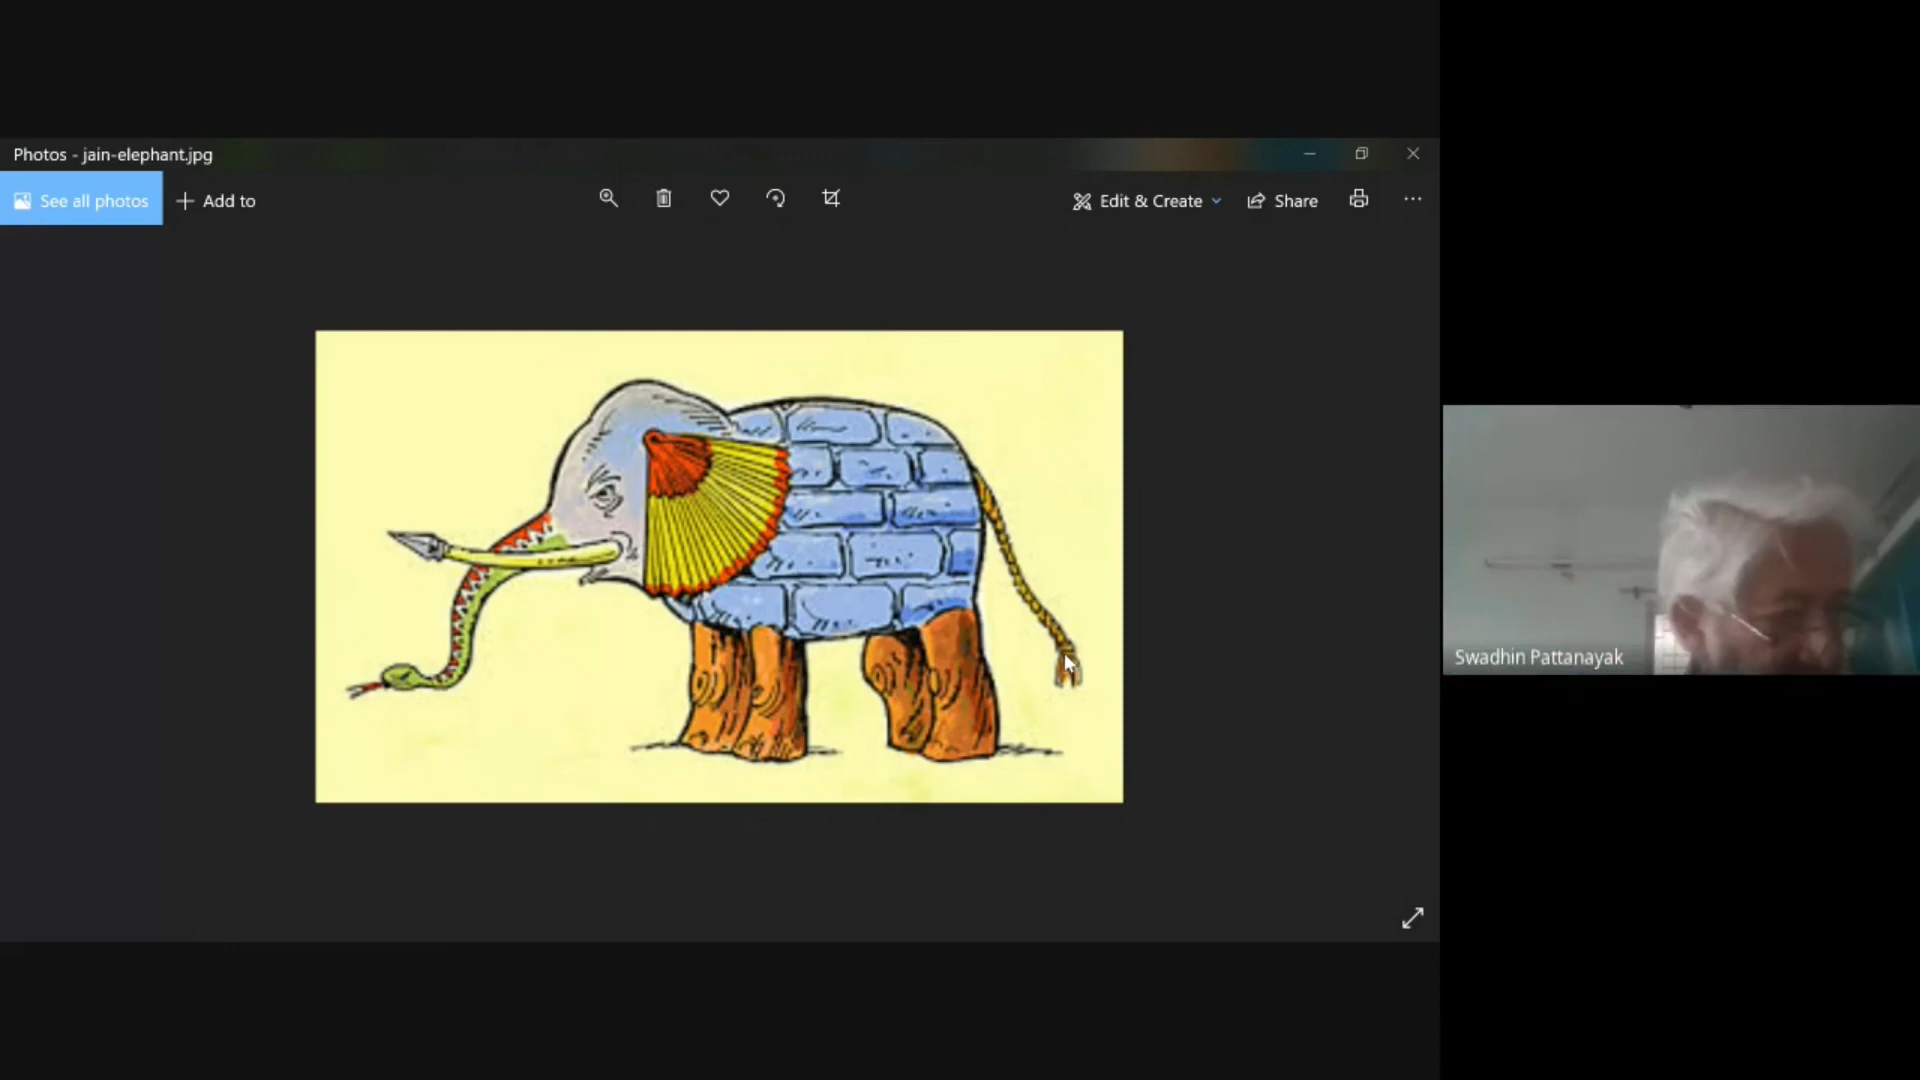 Photos - jain-elephant.jpg
See all photos
Add to
Edit & Create
Share
Swadhin Pattanayak